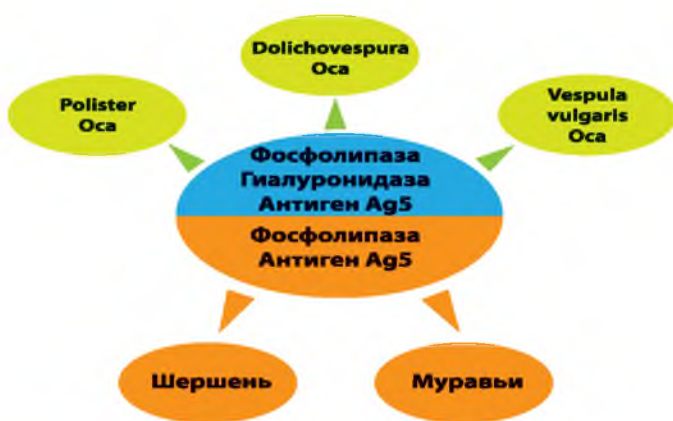 Dolichovespura
Оса
Polister
Оса
Vespula
vulgaris
Оса
Фосфолипаза
Гиалуронидаза
Антиген Ag5
Фосфолипаза
Антиген Ag5
Шершень
Муравьи